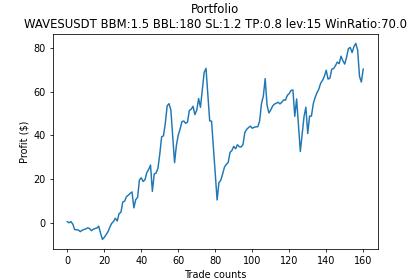 Portfolio
WAVESUSDT BBM:1.5 BBL:180 SL:1.2 TP:0.8 lev:15 WinRatio:70.0
80
60
40
20
0
Profit ($)
0 20 40 60 80 100 120 140 160
Trade counts